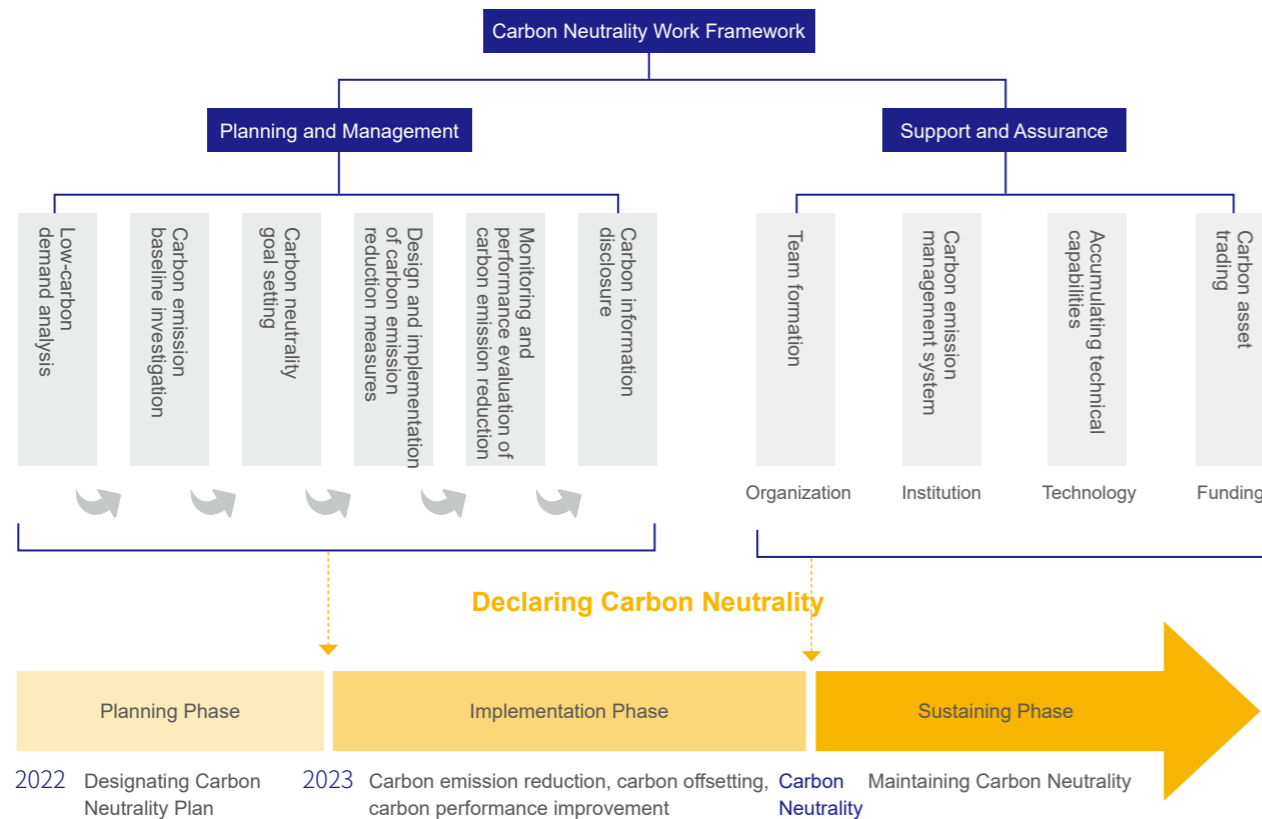 Carbon Neutrality Work Framework
Planning and Management
Support and Assurance
Low-carbon
demand analysis
Carbon emission
baseline investigation
Carbon neutrality
goal setting
Design and implementation
of carbon emission
reduction measures
Monitoring and
performance evaluation of
carbon emission reduction
Carbon information
disclosure
Team formation
Carbon emission
management system
Accumulating technical
capabilities
Carbon asset
trading
Organization
Institution
Technology
Funding
Declaring Carbon Neutrality
Planning Phase
Implementation Phase
Sustaining Phase
2022
Designating Carbon
Neutrality Plan
2023
Carbon emission reduction, carbon offsetting,
carbon performance improvement
Carbon
Neutrality
Maintaining Carbon Neutrality